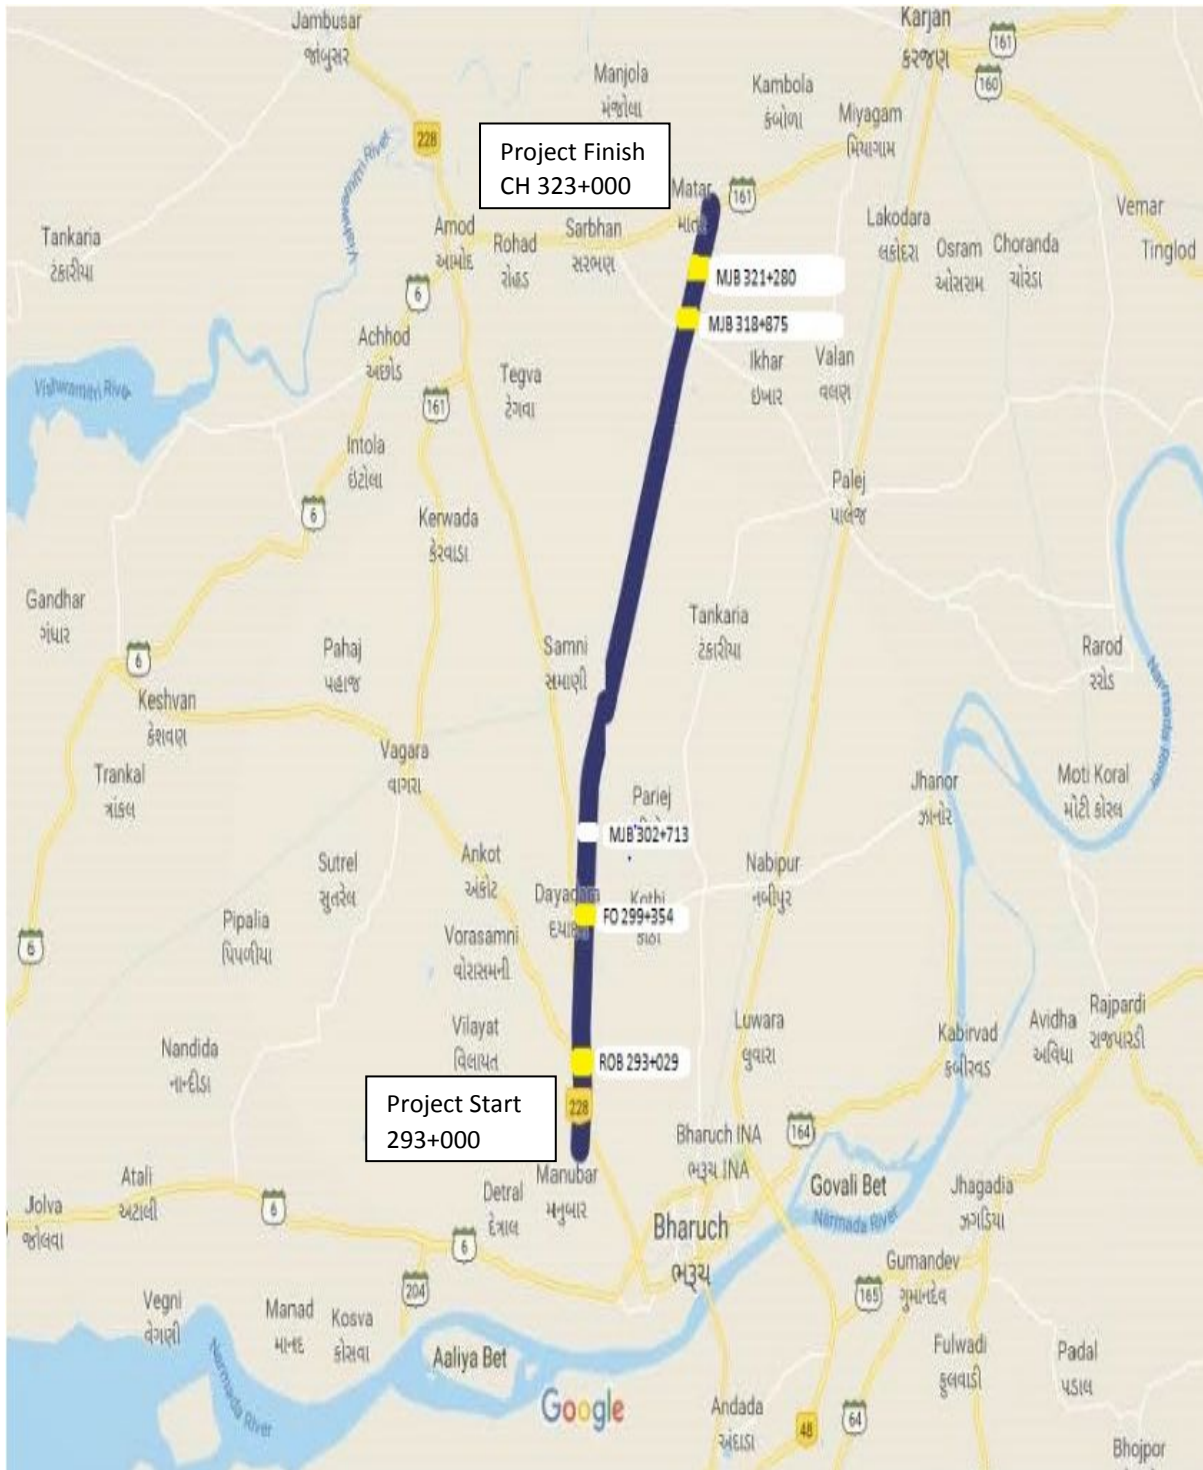 Jambusar
જંબુસર
Karjan
કરજણ
161
160
Manjola
મંજોલા
Kambola
કંબોળા
Miyagam
મિયાગામ
228
Vishwamitri River
Project Finish
CH 323+000
Matar
161
Vemar
Tinglod
Tankaria
ટંકારીયા
Amod
આમોદ
Rohad
રોહડ
Sarbhan
સરભણ
Lakodara
લકોદરા
Osram
ઓસરામ
Choranda
ચોરંડા
6
MJB 321+280
MJB 318+875
Achhod
અછોડ
Vishwamitri River
161
Tegva
ટેગવા
Ikhar
ઇખાર
Valan
વલણ
Intola
ઇંટોલા
6
Palej
પાલેજ
Kerwada
કેરવાડા
Gandhar
ગંધાર
Tankaria
ટંકારીયા
Pahaj
પહાજ
Samni
સમાણી
Rarod
રરોડ
6
Keshvan
કેશવણ
Narmada River
Vagara
વાગરા
Trankal
ત્રાંકલ
Jhanor
ઝાનોર
Moti Koral
મોટી કોરલ
Pariej
MJB 302+713
Ankot
અંકોટ
Sutrel
સુતરેલ
Nabipur
નબીપુર
Dayadara
Kothi
FO 299+354
Pipalia
પિપળીયા
Vorasamni
વોરાસમની
6
Rajpardi
રાજપારડી
Luwara
લુવારા
Kabirvad
કબીરવડ
Avidha
અવિધા
Vilayat
વિલાયત
ROB 293+029
Nandida
નાન્દીડા
Project Start
293+000
228
Bharuch INA
ભરૂચ INA
164
Manubar
મનુબાર
Atali
અટાલી
Jolva
જોલવા
6
Detral
દેત્રાલ
Govali Bet
Narmada River
Jhagadia
ઝગડિયા
Bharuch
ભરૂચ
6
204
Gumandev
ગુમાનદેવ
165
Vegni
વેગણી
Manad
માનદ
Kosva
કોસવા
Aaliya Bet
Narmada River
Fulwadi
ફુલવાડી
Padal
પડાલ
Google
Andada
અંદાડા
48
64
Bhojpor